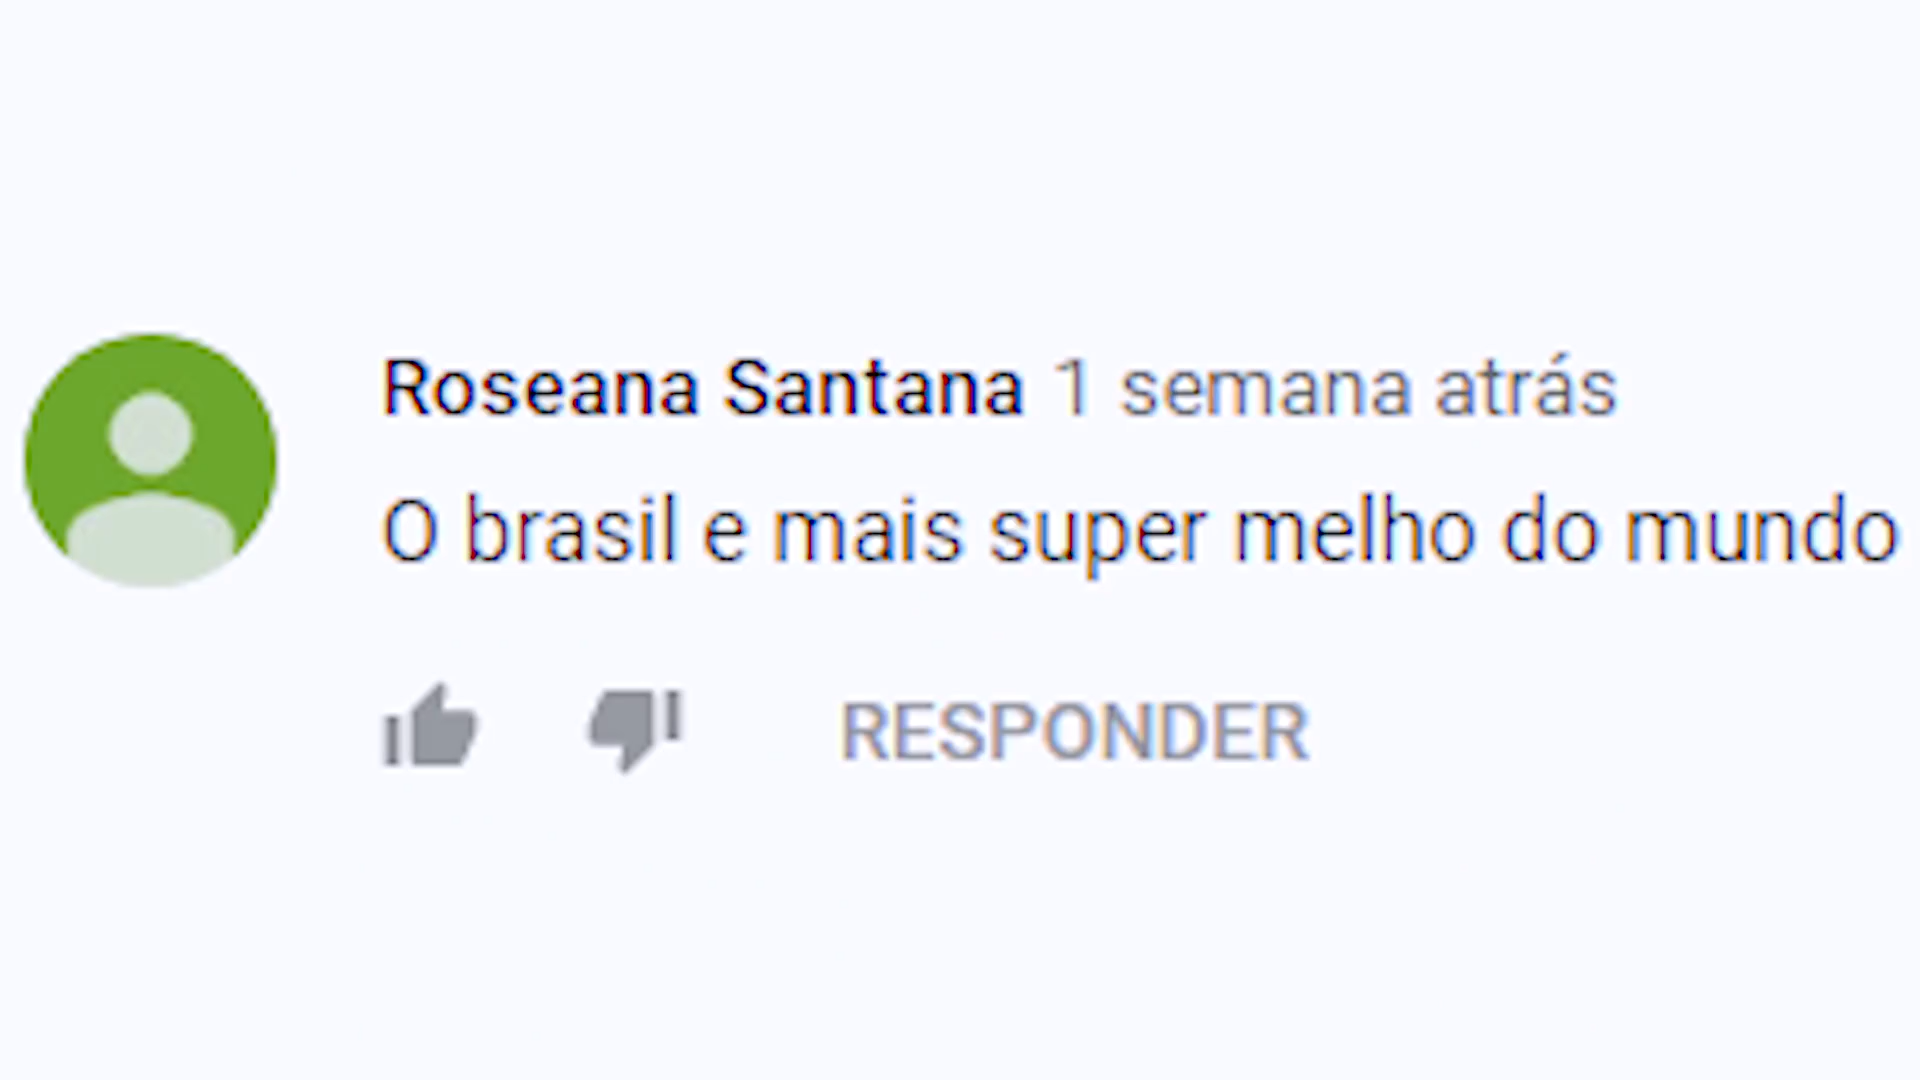 Roseana Santana 1 semana atrás
O brasil e mais super melho do mundo
RESPONDER